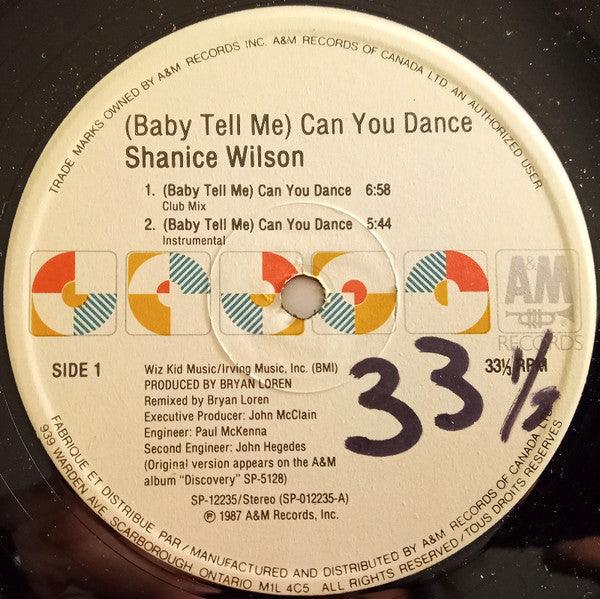 TRADE MARKS OWNED BY A&M RECORDS INC. A&M RECORDS OF CANADA LTD. AN AUTHORIZED USER
(Baby Tell Me) Can You Dance
Shanice Wilson
1. (Baby Tell Me) Can You Dance 6:58
Club Mix
2. (Baby Tell Me) Can You Dance 5:44
Instrumental
A&M
RECORDS
SIDE 1
33⅓ RPM
33 1/3
Wiz Kid Music/Irving Music, Inc. (BMI)
PRODUCED BY BRYAN LOREN
Remixed by Bryan Loren
Executive Producer: John McClain
Engineer: Paul McKenna
Second Engineer: John Hegedes
(Original version appears on the A&M
album "Discovery" SP-5128)
SP-12235/Stereo (SP-012235-A)
℗ 1987 A&M Records, Inc.
FABRIQUE ET DISTRIBUE PAR/MANUFACTURED AND DISTRIBUTED BY A&M RECORDS OF CANADA LTD.
939 WARDEN AVE. SCARBOROUGH, ONTARIO M1L 4C5 ALL RIGHTS RESERVED/TOUS DROITS RESERVES